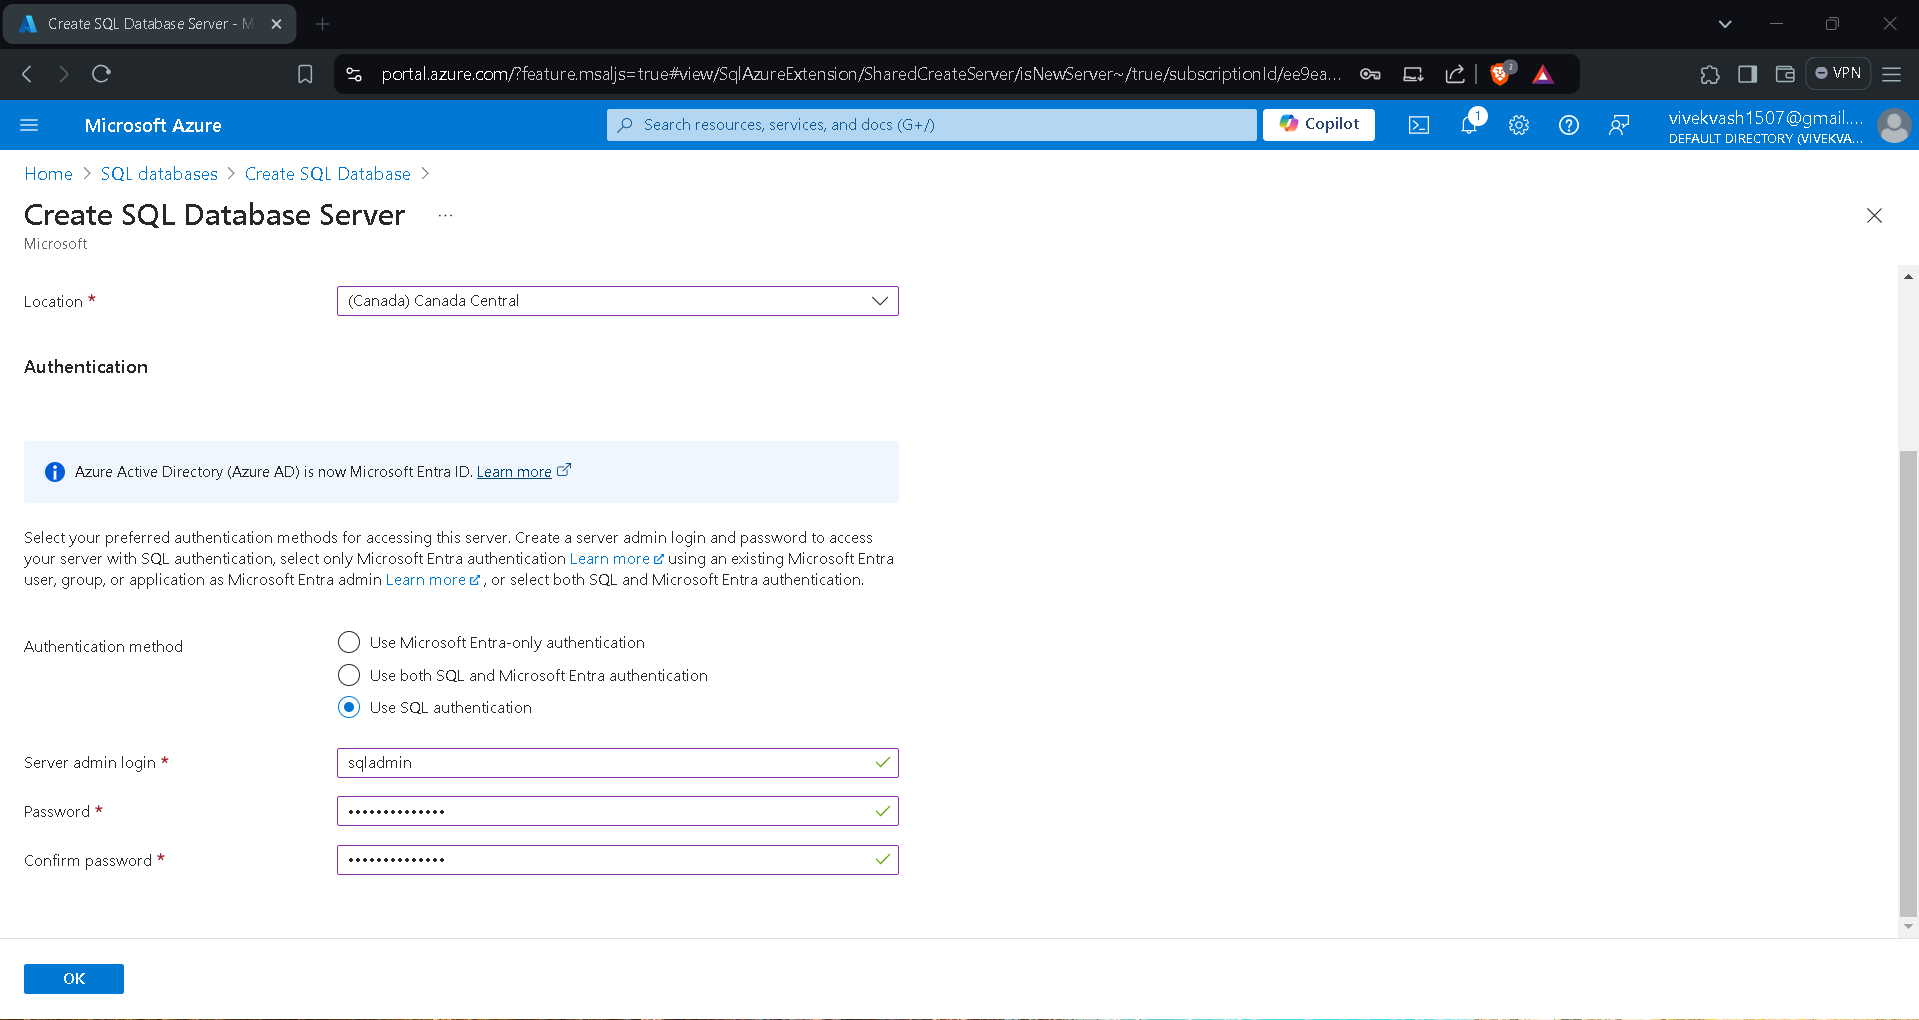 Create SQL Database Server - M
portal.azure.com/?feature.msaljs=true#view/SqlAzureExtension/SharedCreateServer/isNewServer~/true/subscriptionId/ee9ea...
2
VPN
Microsoft Azure
Search resources, services, and docs (G+/)
Copilot
1
vivekvash1507@gmail....
DEFAULT DIRECTORY (VIVEKVA...
Home > SQL databases > Create SQL Database >
Create SQL Database Server ...
Microsoft
Location *
(Canada) Canada Central
Authentication
Azure Active Directory (Azure AD) is now Microsoft Entra ID. Learn more
Select your preferred authentication methods for accessing this server. Create a server admin login and password to access
your server with SQL authentication, select only Microsoft Entra authentication Learn more using an existing Microsoft Entra
user, group, or application as Microsoft Entra admin Learn more , or select both SQL and Microsoft Entra authentication.
Authentication method
Use Microsoft Entra-only authentication
Use both SQL and Microsoft Entra authentication
Use SQL authentication
Server admin login *
sqladmin
Password *
••••••••••••••
Confirm password *
••••••••••••••
OK